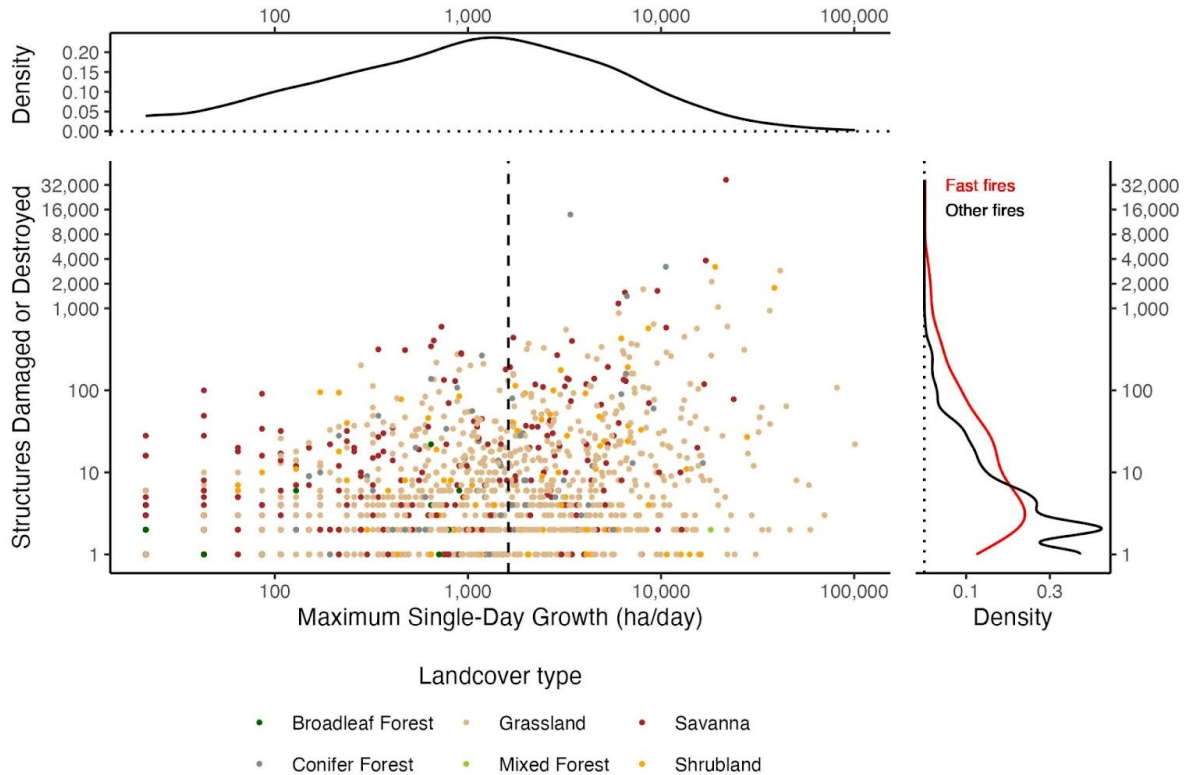 100 1,000 10,000 100,000
Density
0.20
0.15
0.10
0.05
0.00
Structures Damaged or Destroyed
32,000
16,000
8,000
4,000
2,000
1,000
100
10
1
100 1,000 10,000 100,000
Maximum Single-Day Growth (ha/day)
Fast fires
Other fires
32,000
16,000
8,000
4,000
2,000
1,000
100
10
1
0.1 0.3
Density
Landcover type
Broadleaf Forest Grassland Savanna
Conifer Forest Mixed Forest Shrubland